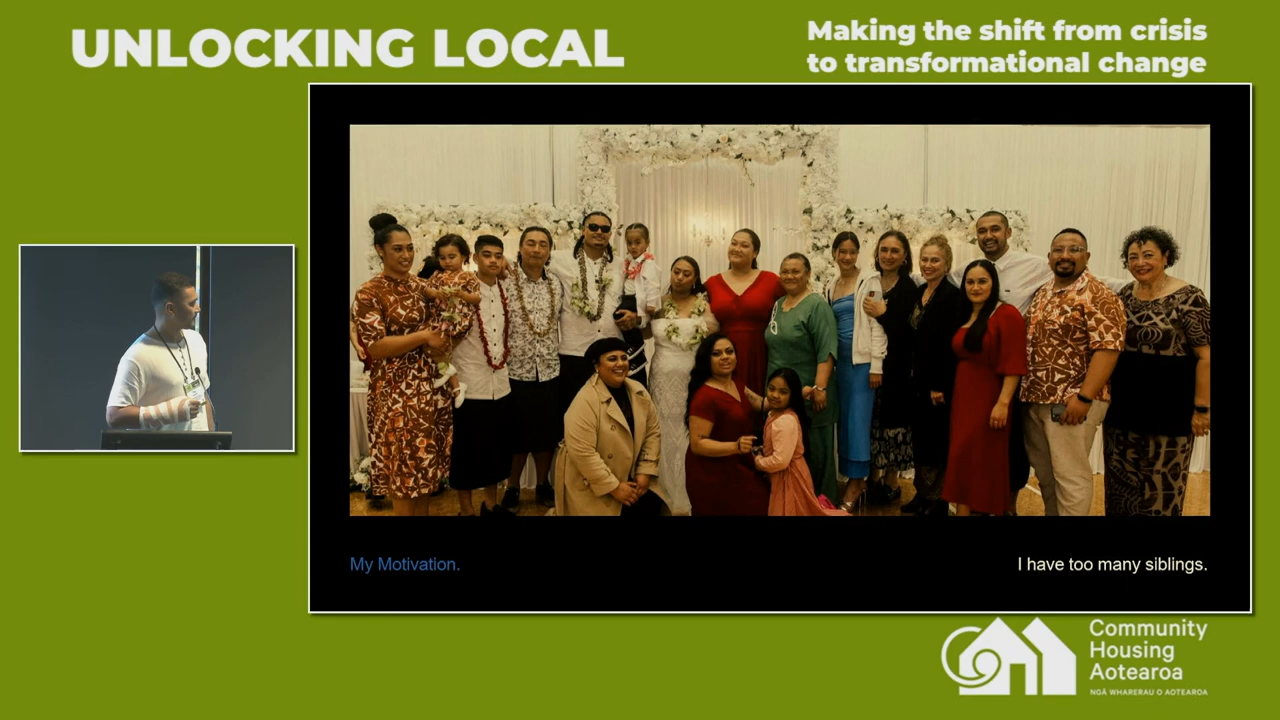 UNLOCKING LOCAL
Making the shift from crisis
to transformational change
My Motivation.
I have too many siblings.
Community
Housing
Aotearoa
NGĀ WHARERAU O AOTEAROA